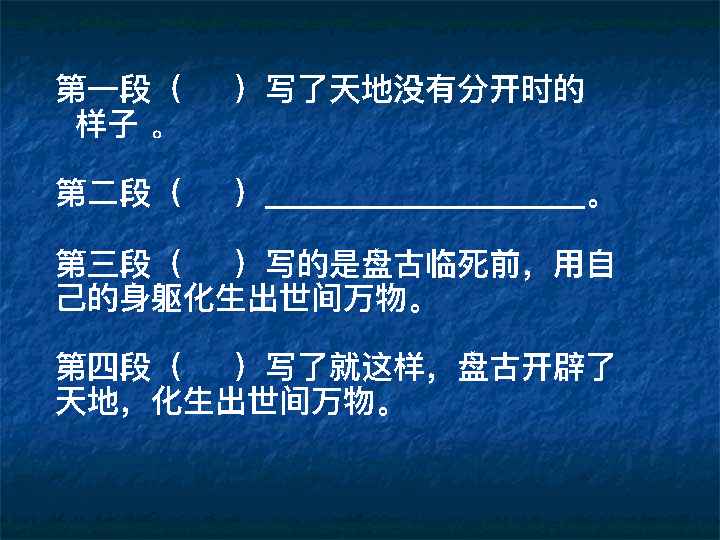 第一段（　）写了天地没有分开时的
样子 。
第二段（　）____________________。
第三段（　）写的是盘古临死前，用自
己的身躯化生出世间万物。
第四段（　）写了就这样，盘古开辟了
天地，化生出世间万物。